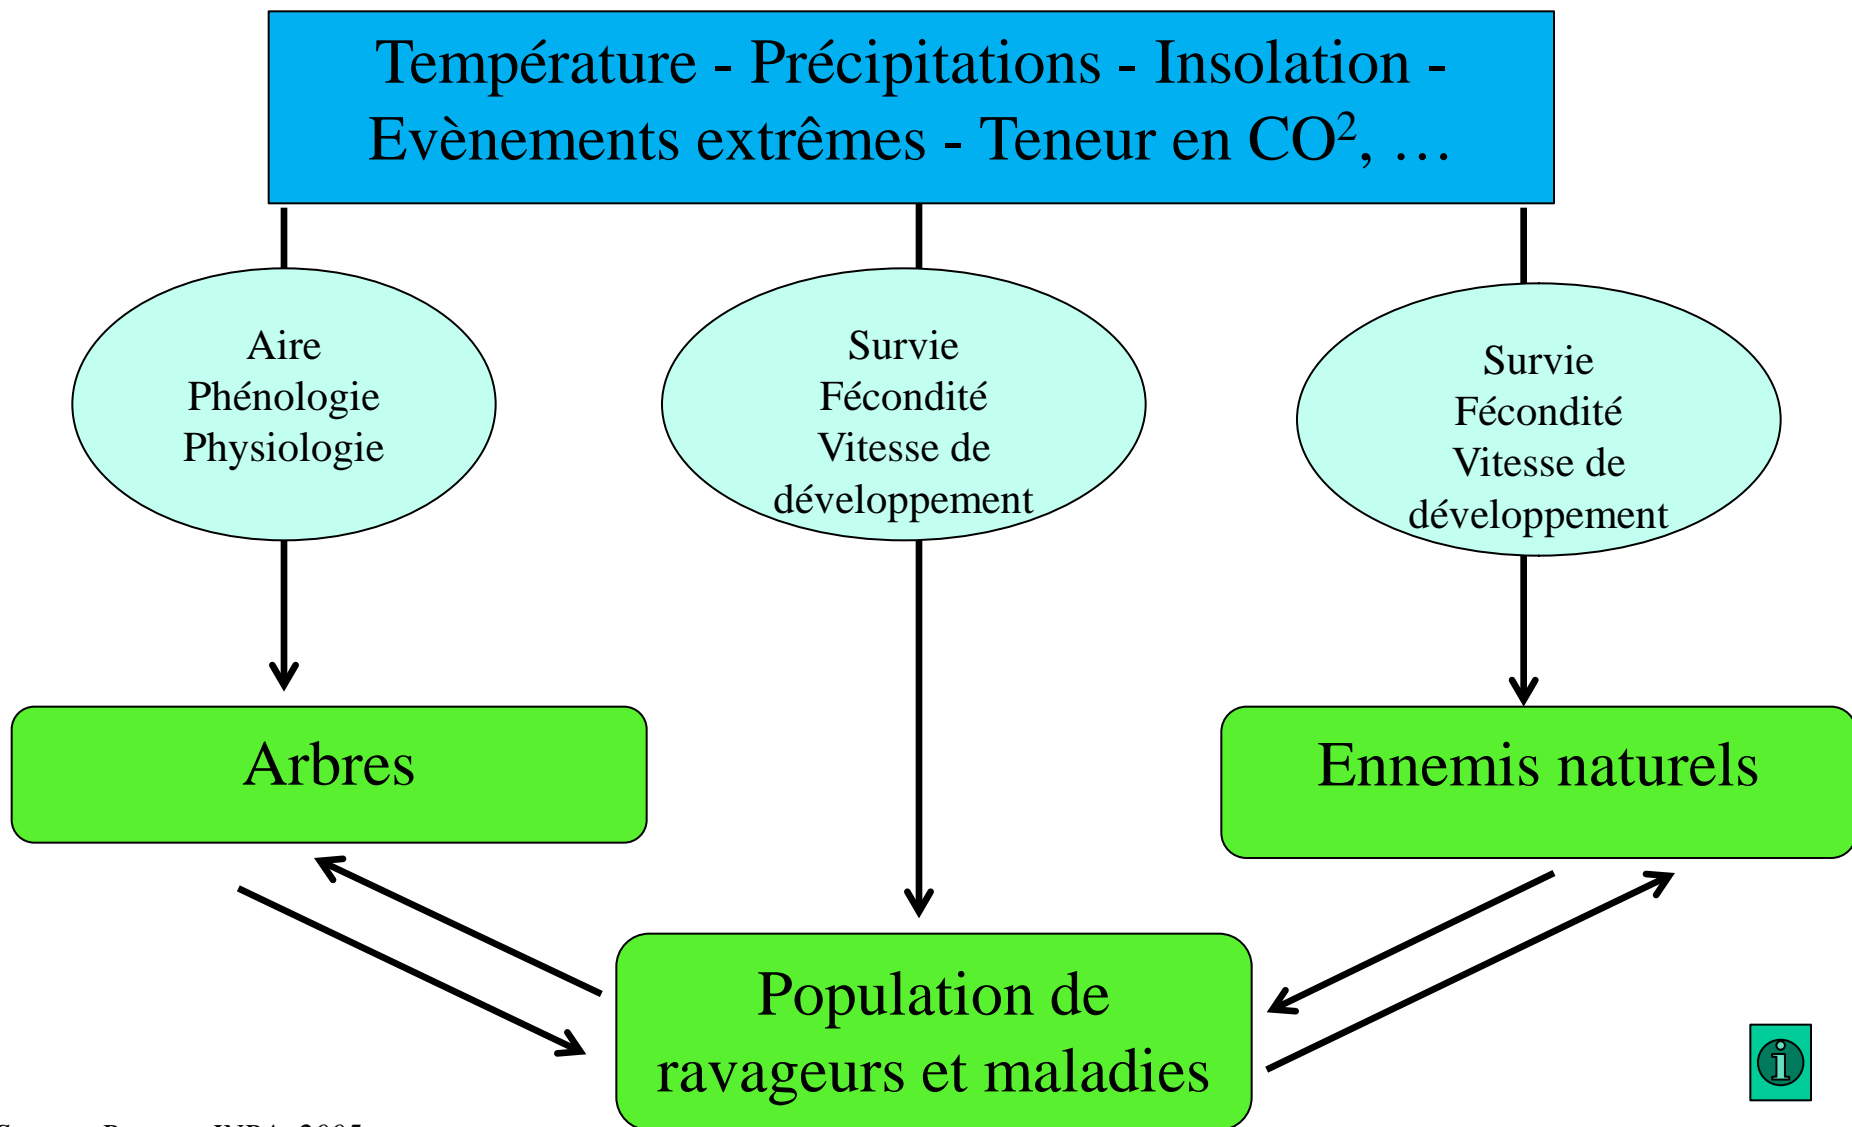 Température - Précipitations - Insolation -
Evènements extrêmes - Teneur en CO², …
Aire
Phénologie
Physiologie
Survie
Fécondité
Vitesse de
développement
Survie
Fécondité
Vitesse de
développement
Arbres
Ennemis naturels
Population de
ravageurs et maladies